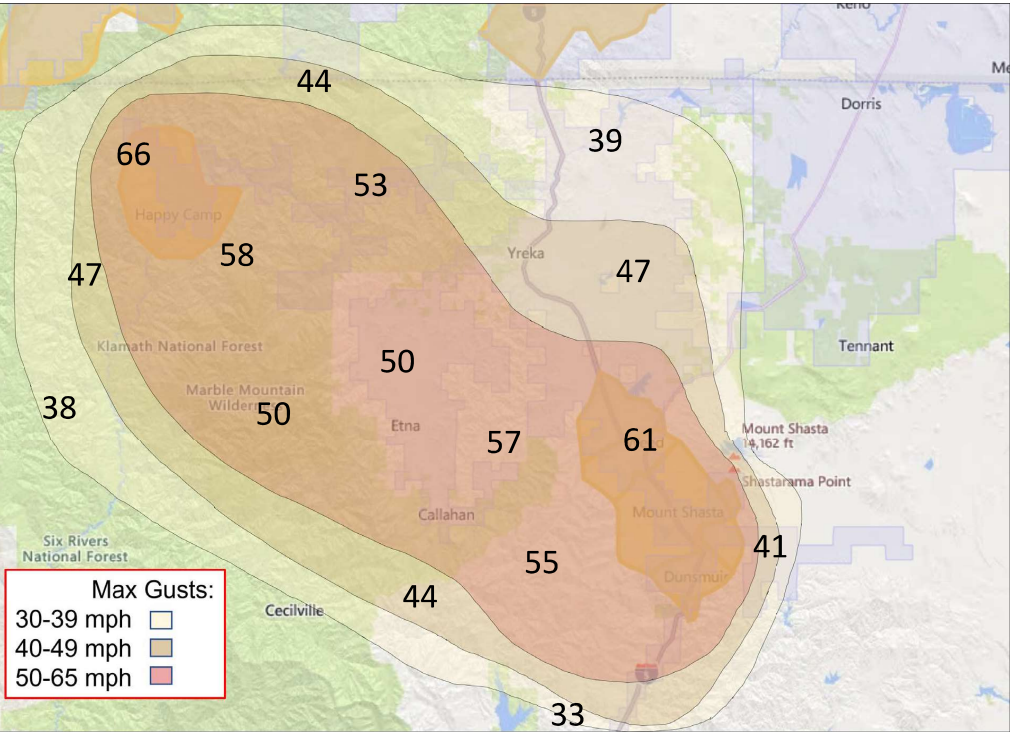 Keno
Me
44
Dorris
39
66
53
Happy Camp
58
Yreka
47
47
Klamath National Forest
Tennant
50
Marble Mountain
38
50
Etna
57
61
Mount Shasta
14,162 ft
Shastarama Point
Callahan
Mount Shasta
Six Rivers
National Forest
41
55
Dunsmuir
44
Cecilville
Max Gusts:
30-39 mph
40-49 mph
50-65 mph
33